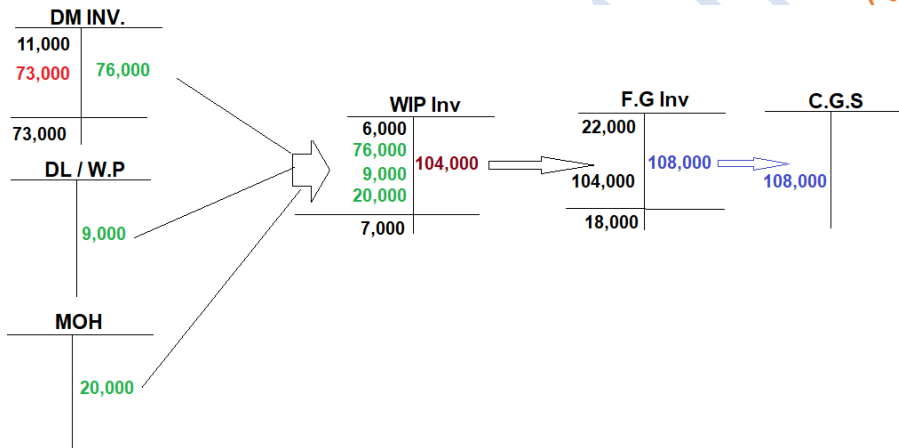 DM INV.
11,000
73,000 76,000
73,000
DL / W.P
9,000
MOH
20,000
WIP Inv
6,000
76,000
9,000
20,000
104,000
7,000
F.G Inv
22,000
108,000
104,000
18,000
C.G.S
108,000